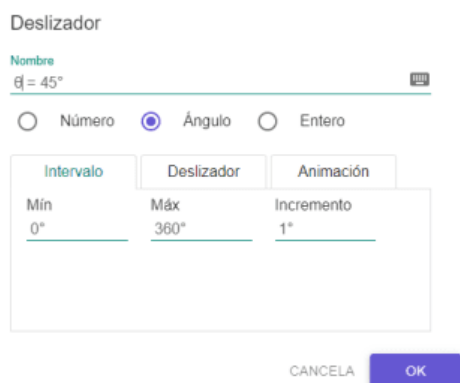 Deslizador
Nombre
θ = 45°
Número Ángulo Entero
Intervalo Deslizador Animación
Mín Máx Incremento
0° 360° 1°
CANCELA OK